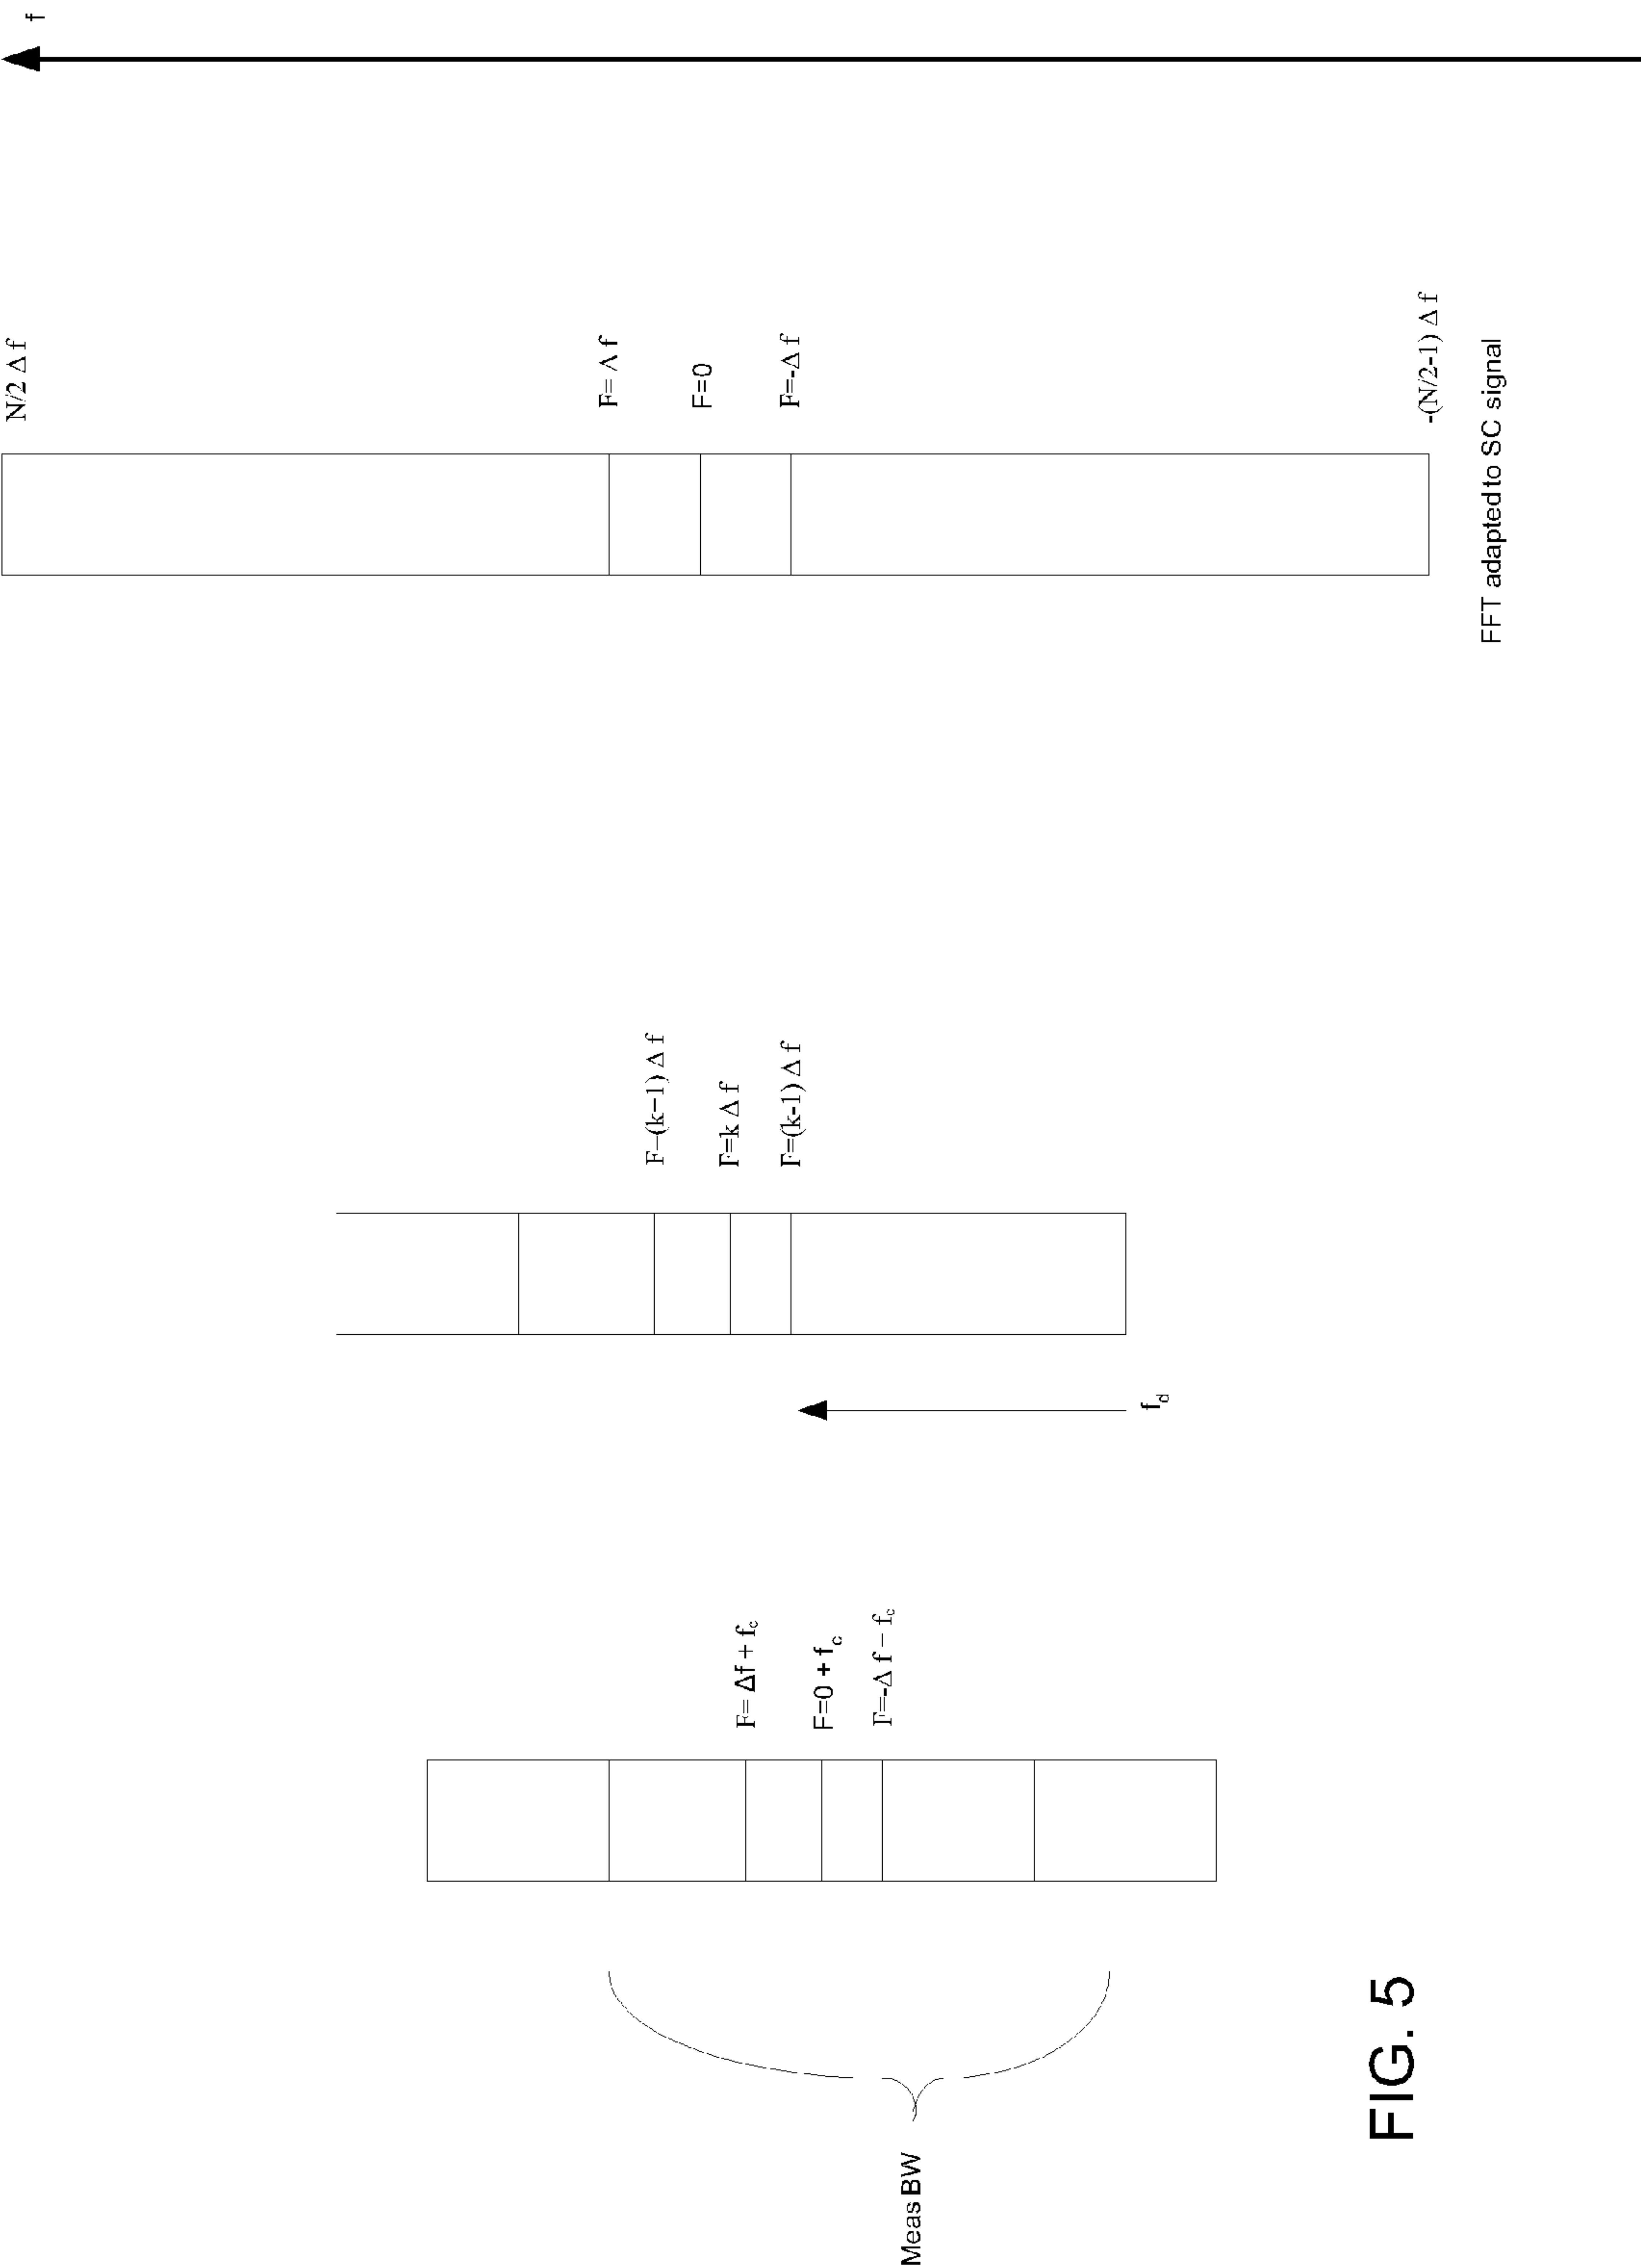 Meas BW
F= Δf + f_c
F=0 + f_c
F=-Δ f – f_c
f_d
F–(k–1) Δ f
F=k Δ f
F=(k-1) Δ f
N/2 Δ f
F= Δ f
F=0
F=-Δ f
-(N/2-1) Δ f
FFT adapted to SC signal
f
FIG. 5